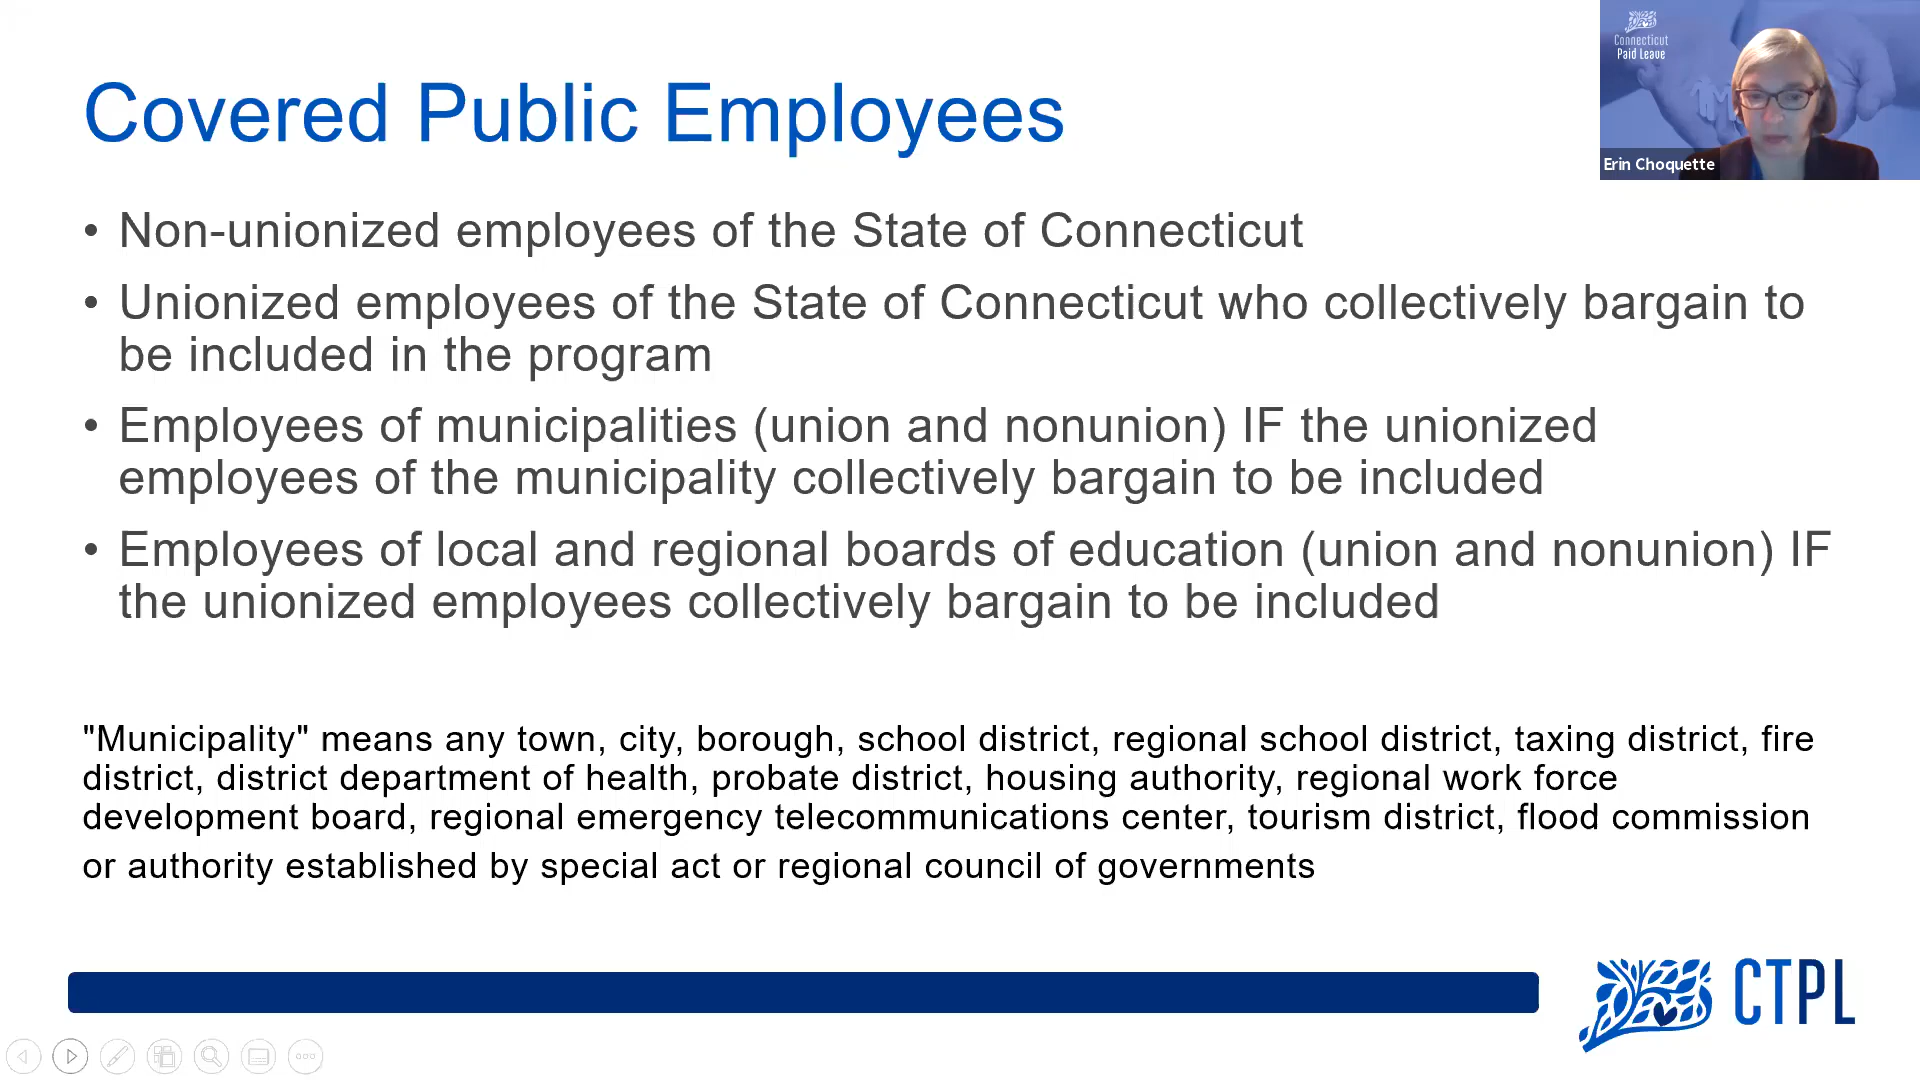 Covered Public Employees
Connecticut
Paid Leave
Erin Choquette
• Non-unionized employees of the State of Connecticut
• Unionized employees of the State of Connecticut who collectively bargain to
be included in the program
• Employees of municipalities (union and nonunion) IF the unionized
employees of the municipality collectively bargain to be included
• Employees of local and regional boards of education (union and nonunion) IF
the unionized employees collectively bargain to be included
"Municipality" means any town, city, borough, school district, regional school district, taxing district, fire
district, district department of health, probate district, housing authority, regional work force
development board, regional emergency telecommunications center, tourism district, flood commission
or authority established by special act or regional council of governments
CTPL